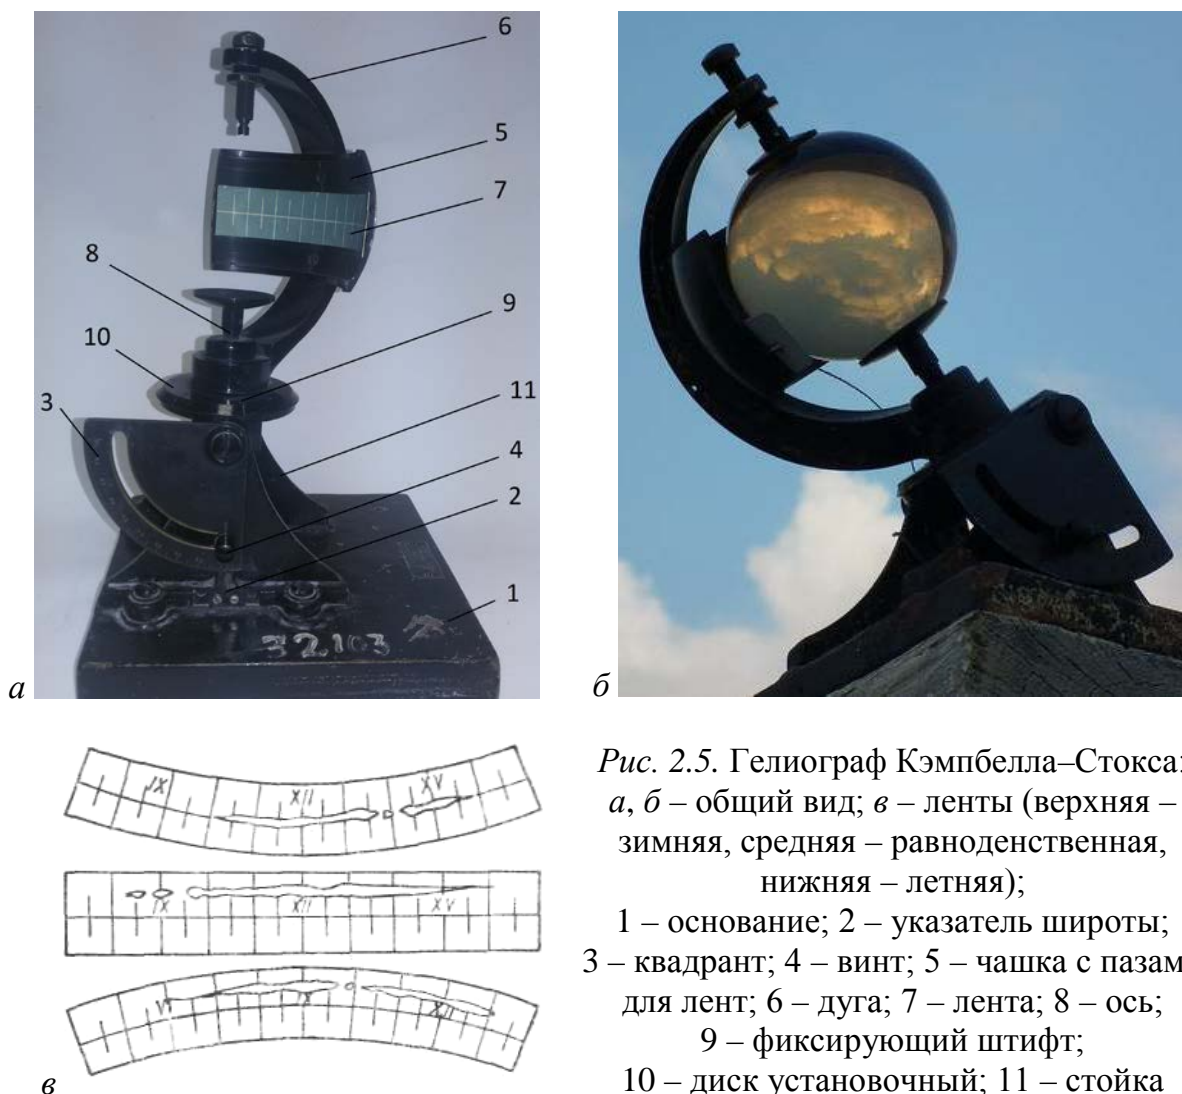 6
5
7
8
9
10
3
11
4
2
1
32.103
а
б
IX XII XV
IX XII XV
VI X XII
в
Рис. 2.5. Гелиограф Кэмпбелла–Стокса:
а, б – общий вид; в – ленты (верхняя –
зимняя, средняя – равноденственная,
нижняя – летняя);
1 – основание; 2 – указатель широты;
3 – квадрант; 4 – винт; 5 – чашка с пазам
для лент; 6 – дуга; 7 – лента; 8 – ось;
9 – фиксирующий штифт;
10 – диск установочный; 11 – стойка